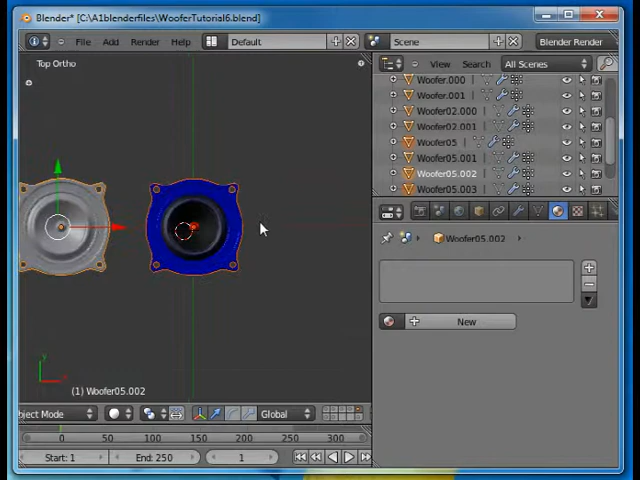 Blender* [C:\A1blenderfiles\WooferTutorial6.blend]
File Add Render Help Default Scene Blender Render
Top Ortho
View Search All Scenes
Woofer.000
Woofer.001
Woofer02.000
Woofer02.001
Woofer05
Woofer05.001
Woofer05.002
Woofer05.003
Woofer05.002
New
y
x
(1) Woofer05.002
bject Mode Global
0 50 100 150 200 250 300
Start: 1 End: 250 1